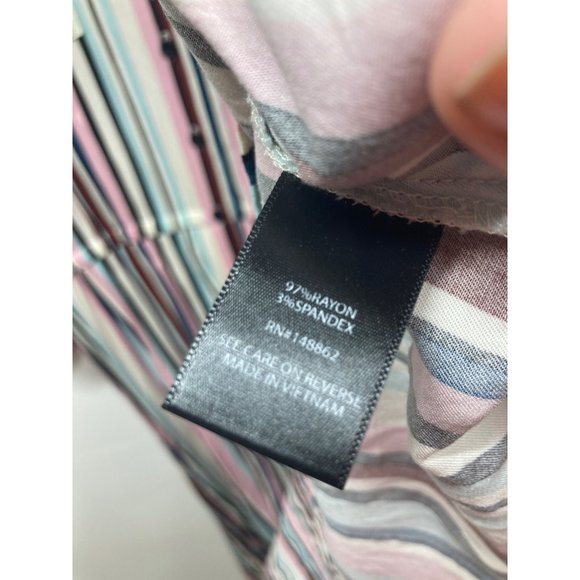 97%RAYON
3%SPANDEX
RN#148862
SEE CARE ON REVERSE
MADE IN VIETNAM